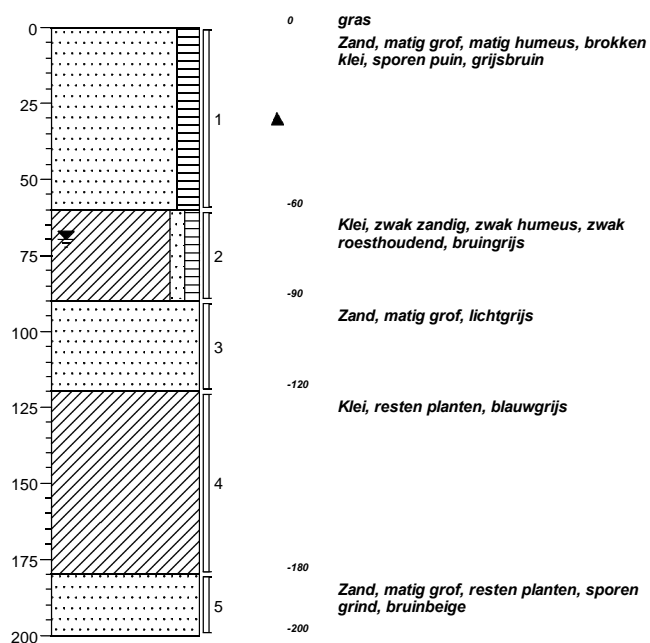 0
gras
0
Zand, matig grof, matig humeus, brokken
klei, sporen puin, grijsbruin
25
1
50
-60
Klei, zwak zandig, zwak humeus, zwak
roesthoudend, bruingrijs
75
2
-90
Zand, matig grof, lichtgrijs
100
3
-120
Klei, resten planten, blauwgrijs
125
150
4
175
-180
Zand, matig grof, resten planten, sporen
grind, bruinbeige
5
200
-200